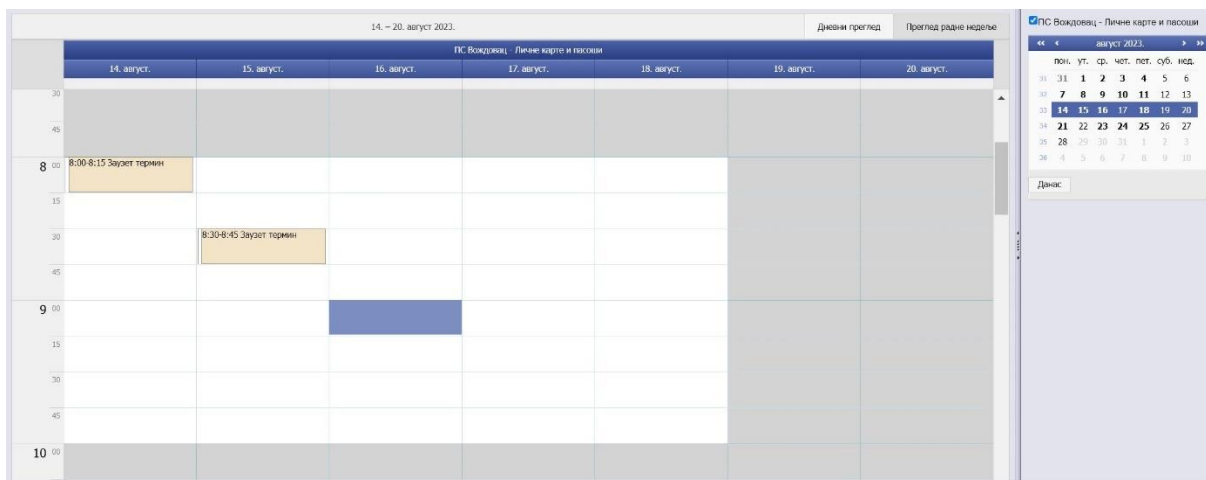 14. – 20. август 2023.
Дневни преглед
Преглед радне недеље
ПС Вождовац - Личне карте и пасоши
14. август.
15. август.
16. август.
17. август.
18. август.
19. август.
20. август.
30
45
8 00
8:00-8:15 Заузет термин
15
30
8:30-8:45 Заузет термин
45
9 00
15
30
45
10 00
ПС Вождовац - Личне карте и пасоши
август 2023.
пон. ут. ср. чет. пет. суб. нед.
31 31 1 2 3 4 5 6
32 7 8 9 10 11 12 13
33 14 15 16 17 18 19 20
34 21 22 23 24 25 26 27
35 28 29 30 31 1 2 3
36 4 5 6 7 8 9 10
Данас